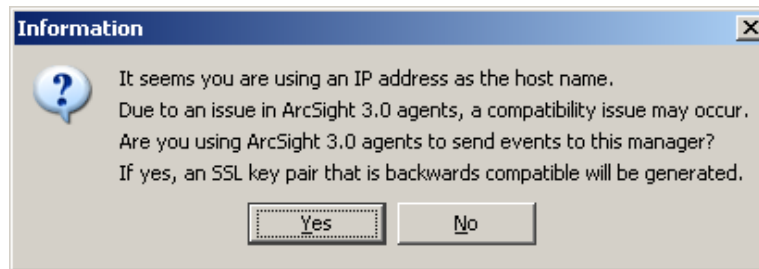 Information
It seems you are using an IP address as the host name.
Due to an issue in ArcSight 3.0 agents, a compatibility issue may occur.
Are you using ArcSight 3.0 agents to send events to this manager?
If yes, an SSL key pair that is backwards compatible will be generated.
Yes No